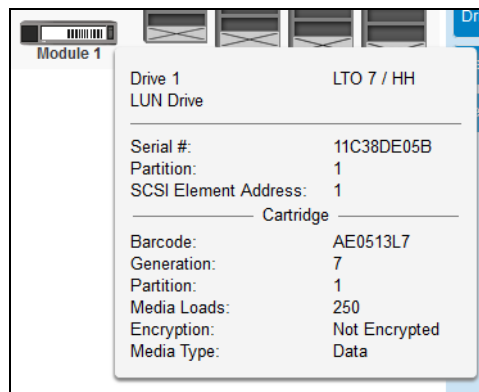 Dr
Module 1
Drive 1 LTO 7 / HH
LUN Drive
Serial #: 11C38DE05B
Partition: 1
SCSI Element Address: 1
Cartridge
Barcode: AE0513L7
Generation: 7
Partition: 1
Media Loads: 250
Encryption: Not Encrypted
Media Type: Data